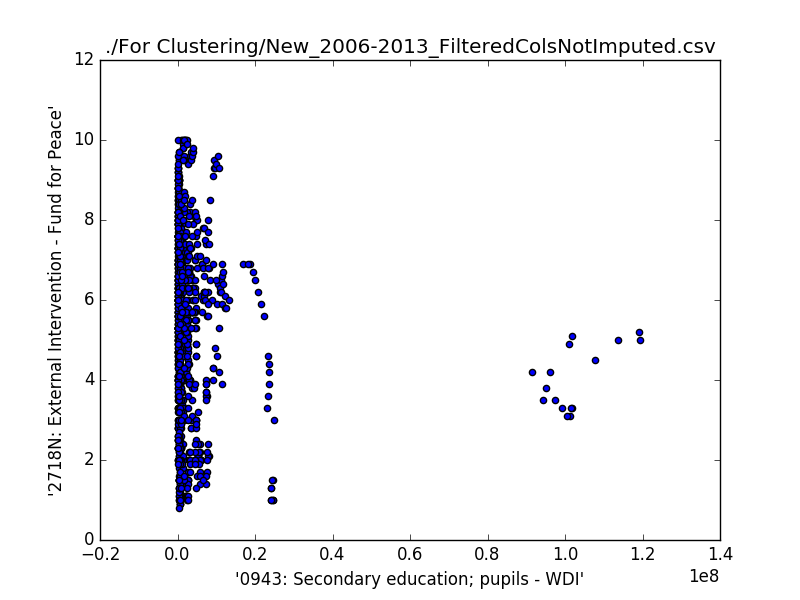 ./For Clustering/New_2006-2013_FilteredColsNotImputed.csv
12
10
8
6
4
2
0
'2718N: External Intervention - Fund for Peace'
−0.2 0.0 0.2 0.4 0.6 0.8 1.0 1.2 1.4
1e8
'0943: Secondary education; pupils - WDI'